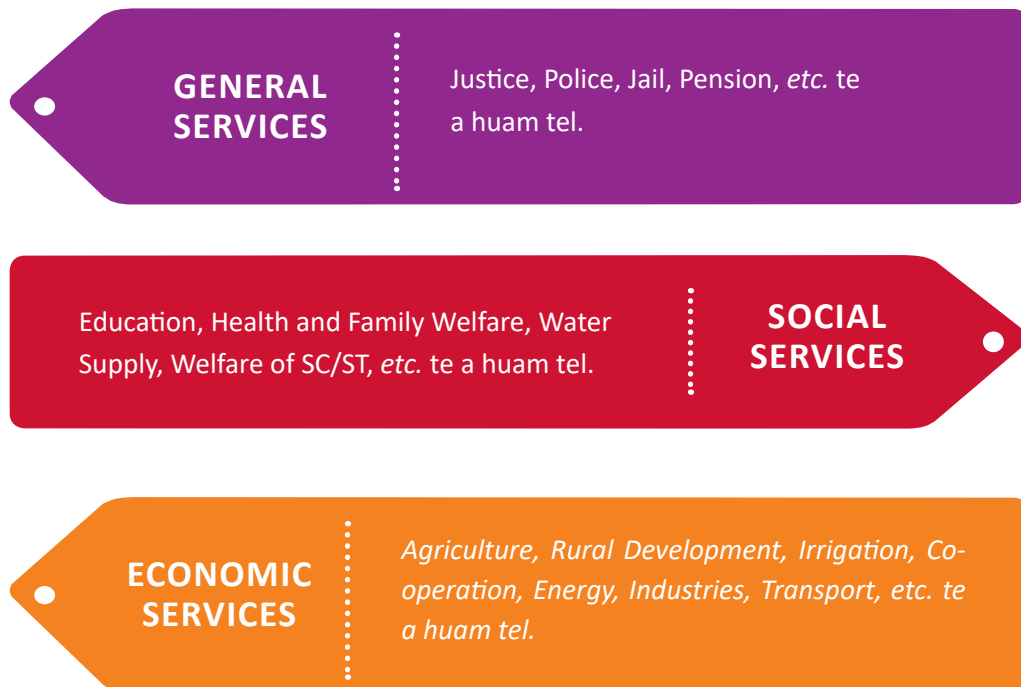 GENERAL
SERVICES
Justice, Police, Jail, Pension, etc. te
a huam tel.
Education, Health and Family Welfare, Water
Supply, Welfare of SC/ST, etc. te a huam tel.
SOCIAL
SERVICES
ECONOMIC
SERVICES
Agriculture, Rural Development, Irrigation, Co-
operation, Energy, Industries, Transport, etc. te
a huam tel.